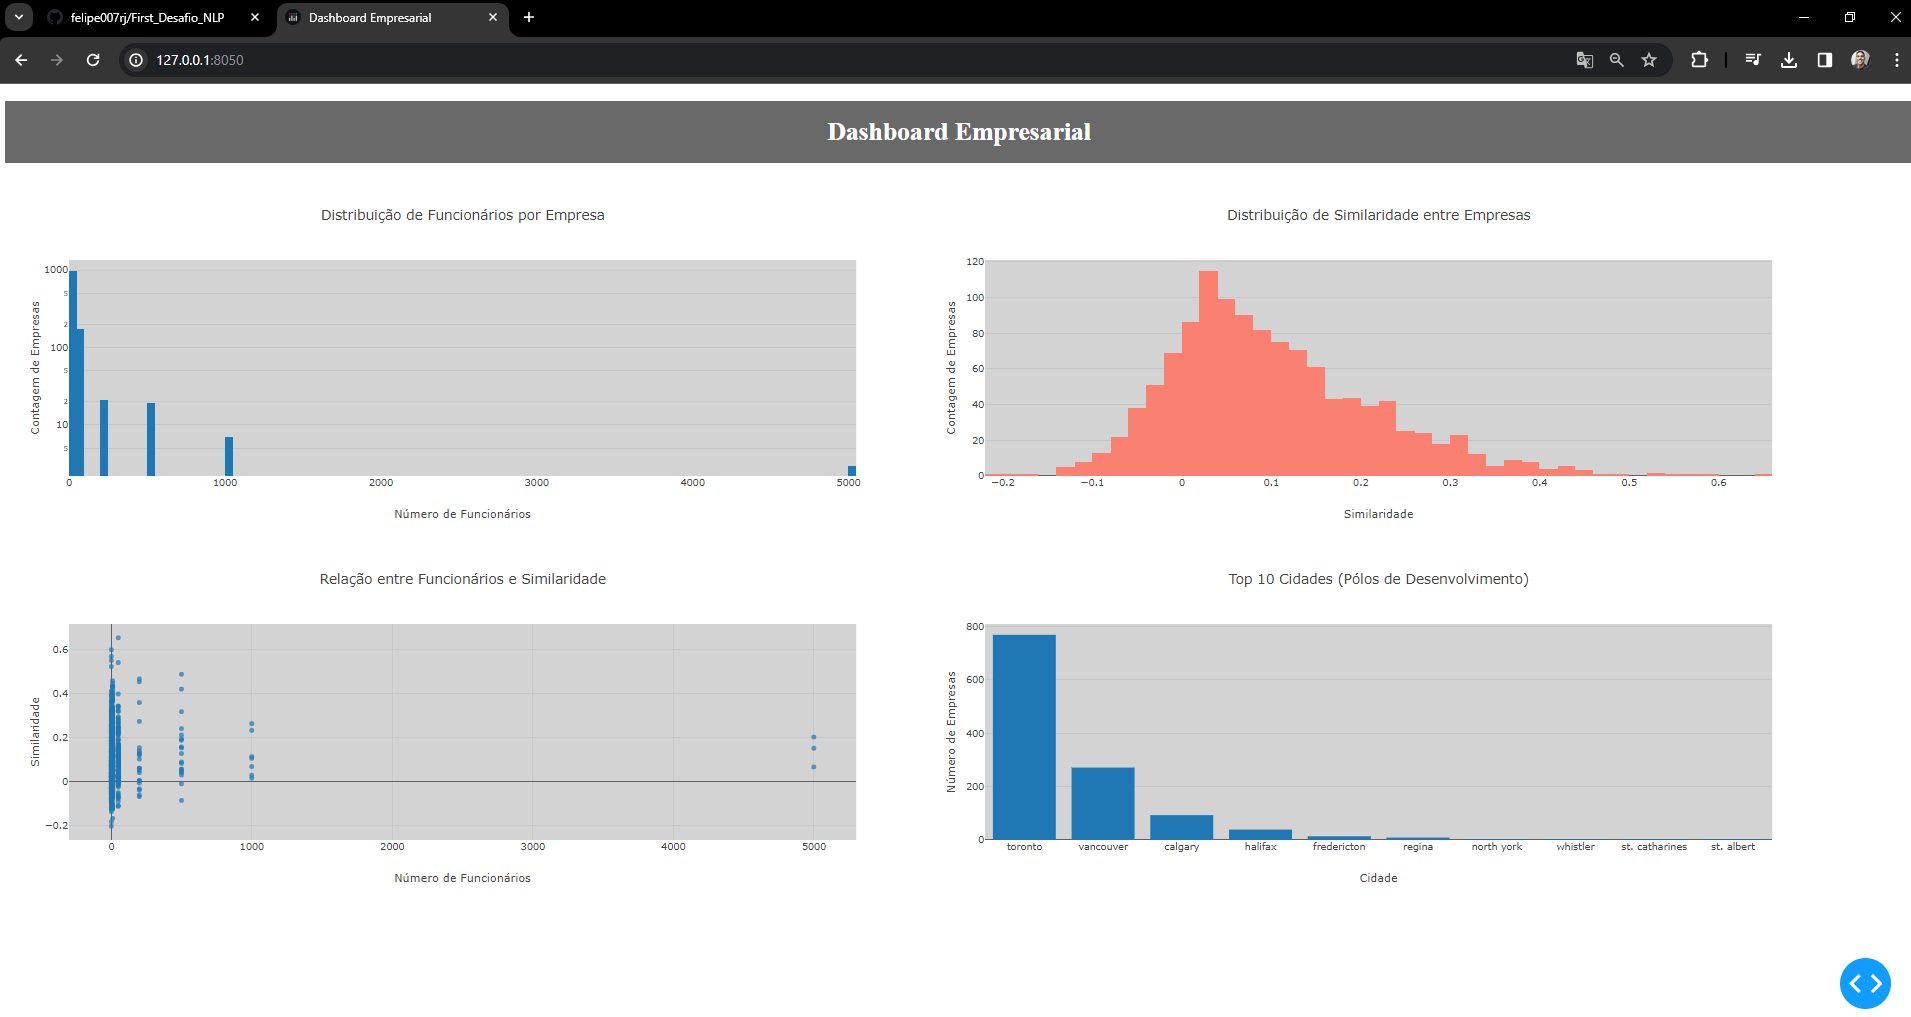 felipe007rj/First_Desafio_NLP
Dashboard Empresarial
127.0.0.1:8050
Dashboard Empresarial
Distribuição de Funcionários por Empresa
Contagem de Empresas
1000
5
2
100
5
2
10
5
0 1000 2000 3000 4000 5000
Número de Funcionários
Distribuição de Similaridade entre Empresas
Contagem de Empresas
120
100
80
60
40
20
0
−0.2 −0.1 0 0.1 0.2 0.3 0.4 0.5 0.6
Similaridade
Relação entre Funcionários e Similaridade
Similaridade
0.6
0.4
0.2
0
−0.2
0 1000 2000 3000 4000 5000
Número de Funcionários
Top 10 Cidades (Pólos de Desenvolvimento)
Número de Empresas
800
600
400
200
0
toronto vancouver calgary halifax fredericton regina north york whistler st. catharines st. albert
Cidade